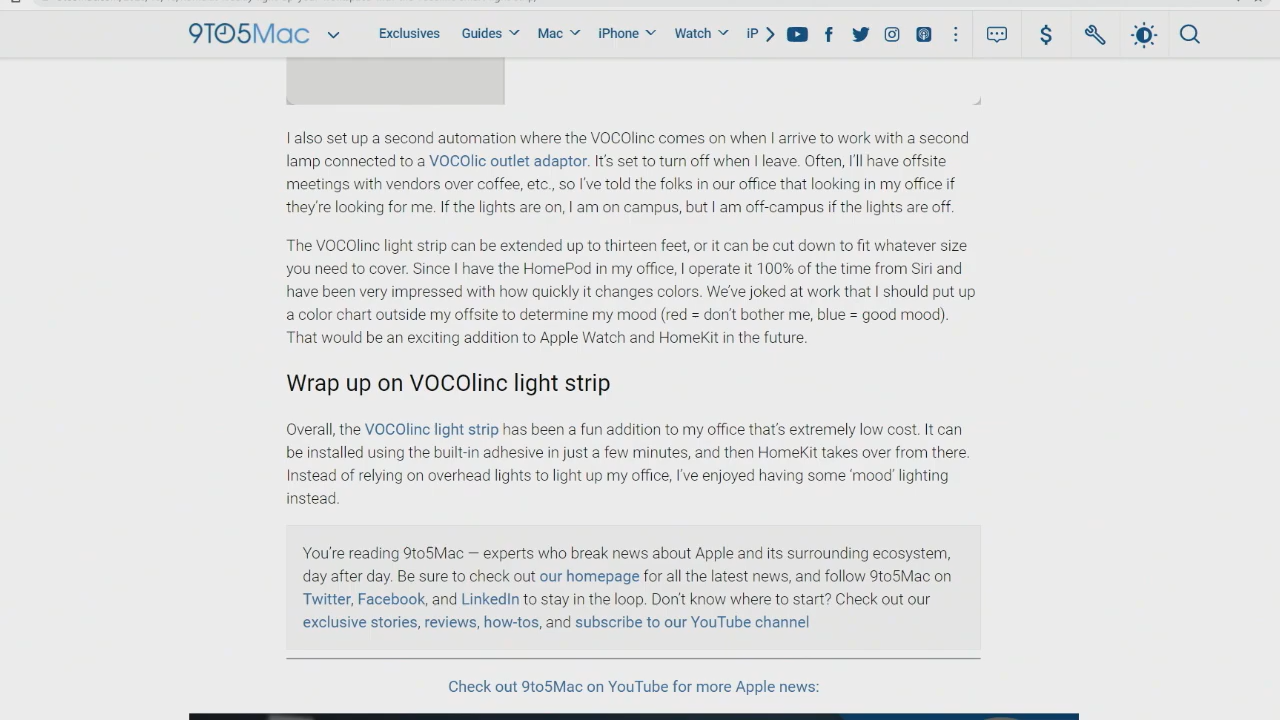 9TO5Mac
Exclusives
Guides
Mac
iPhone
Watch
iP
I also set up a second automation where the VOCOlinc comes on when I arrive to work with a second
lamp connected to a VOCOlic outlet adaptor. It's set to turn off when I leave. Often, I'll have offsite
meetings with vendors over coffee, etc., so I've told the folks in our office that looking in my office if
they're looking for me. If the lights are on, I am on campus, but I am off-campus if the lights are off.
The VOCOlinc light strip can be extended up to thirteen feet, or it can be cut down to fit whatever size
you need to cover. Since I have the HomePod in my office, I operate it 100% of the time from Siri and
have been very impressed with how quickly it changes colors. We've joked at work that I should put up
a color chart outside my offsite to determine my mood (red = don't bother me, blue = good mood).
That would be an exciting addition to Apple Watch and HomeKit in the future.
Wrap up on VOCOlinc light strip
Overall, the VOCOlinc light strip has been a fun addition to my office that's extremely low cost. It can
be installed using the built-in adhesive in just a few minutes, and then HomeKit takes over from there.
Instead of relying on overhead lights to light up my office, I've enjoyed having some 'mood' lighting
instead.
You're reading 9to5Mac — experts who break news about Apple and its surrounding ecosystem,
day after day. Be sure to check out our homepage for all the latest news, and follow 9to5Mac on
Twitter, Facebook, and LinkedIn to stay in the loop. Don't know where to start? Check out our
exclusive stories, reviews, how-tos, and subscribe to our YouTube channel
Check out 9to5Mac on YouTube for more Apple news: